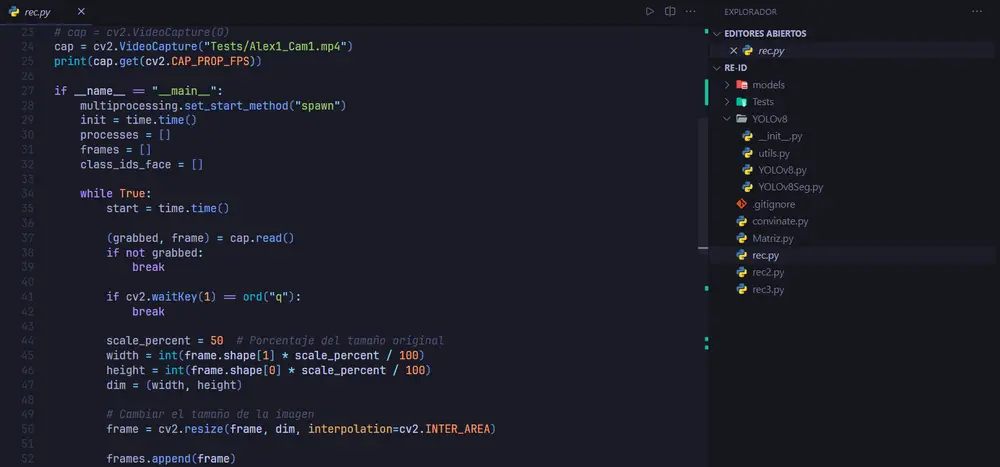 rec.py
23 # cap = cv2.VideoCapture(0)
24 cap = cv2.VideoCapture("Tests/Alex1_Cam1.mp4")
25 print(cap.get(cv2.CAP_PROP_FPS))
26
27 if __name__ == "__main__":
28     multiprocessing.set_start_method("spawn")
29     init = time.time()
30     processes = []
31     frames = []
32     class_ids_face = []
33
34     while True:
35         start = time.time()
36
37         (grabbed, frame) = cap.read()
38         if not grabbed:
39             break
40
41         if cv2.waitKey(1) == ord("q"):
42             break
43
44         scale_percent = 50  # Porcentaje del tamaño original
45         width = int(frame.shape[1] * scale_percent / 100)
46         height = int(frame.shape[0] * scale_percent / 100)
47         dim = (width, height)
48
49         # Cambiar el tamaño de la imagen
50         frame = cv2.resize(frame, dim, interpolation=cv2.INTER_AREA)
51
52         frames.append(frame)
EXPLORADOR
EDITORES ABIERTOS
rec.py
RE-ID
models
Tests
YOLOv8
__init__.py
utils.py
YOLOv8.py
YOLOv8Seg.py
.gitignore
convinate.py
Matriz.py
rec.py
rec2.py
rec3.py